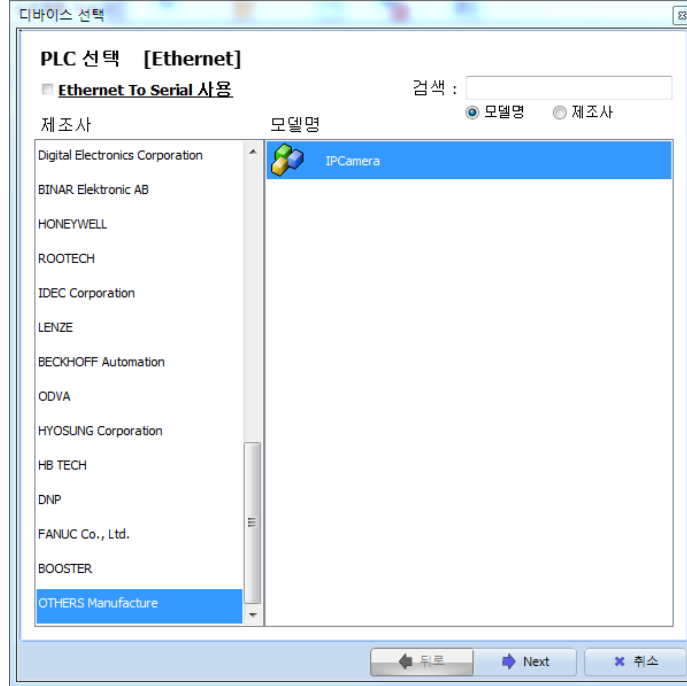 디바이스 선택
PLC 선택 [Ethernet]
Ethernet To Serial 사용
검색 :
모델명 제조사
제조사
모델명
Digital Electronics Corporation
BINAR Elektronic AB
HONEYWELL
ROOTECH
IDEC Corporation
LENZE
BECKHOFF Automation
ODVA
HYOSUNG Corporation
HB TECH
DNP
FANUC Co., Ltd.
BOOSTER
OTHERS Manufacture
IPCamera
뒤로 Next 취소